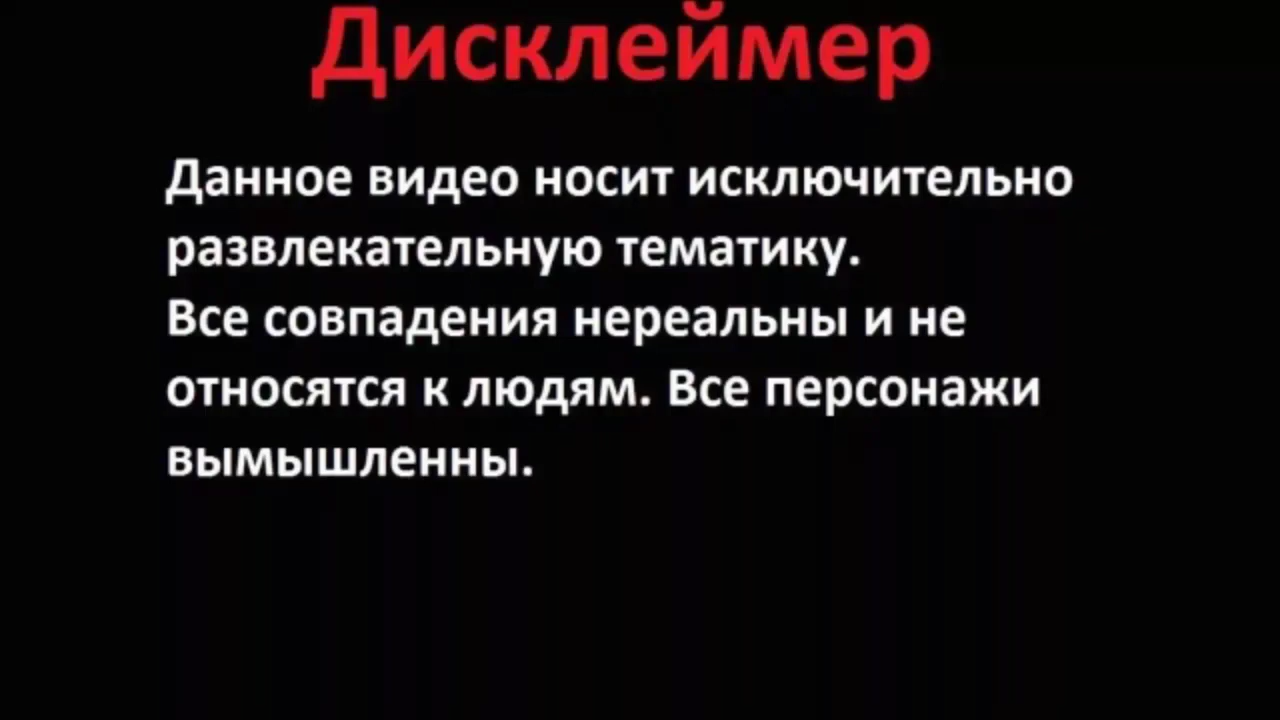 Дисклеймер
Данное видео носит исключительно
развлекательную тематику.
Все совпадения нереальны и не
относятся к людям. Все персонажи
вымышленны.